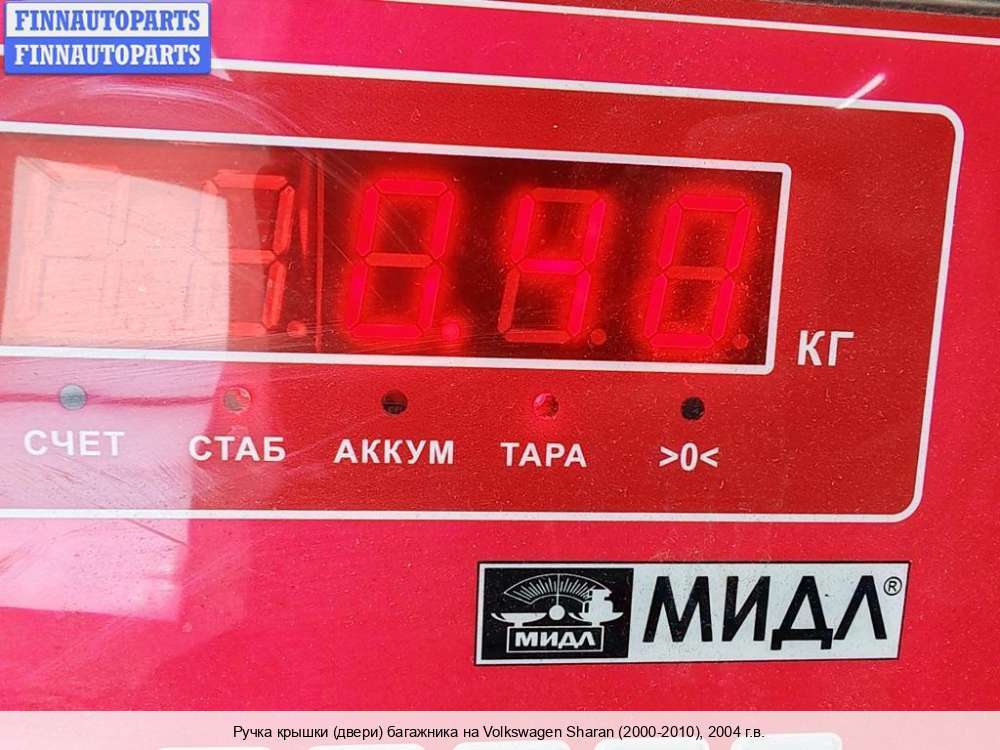 FINNAUTOPARTS
FINNAUTOPARTS
0.40
КГ
СЧЕТ СТАБ АККУМ ТАРА >0<
МИДЛ МИДЛ®
Ручка крышки (двери) багажника на Volkswagen Sharan (2000-2010), 2004 г.в.